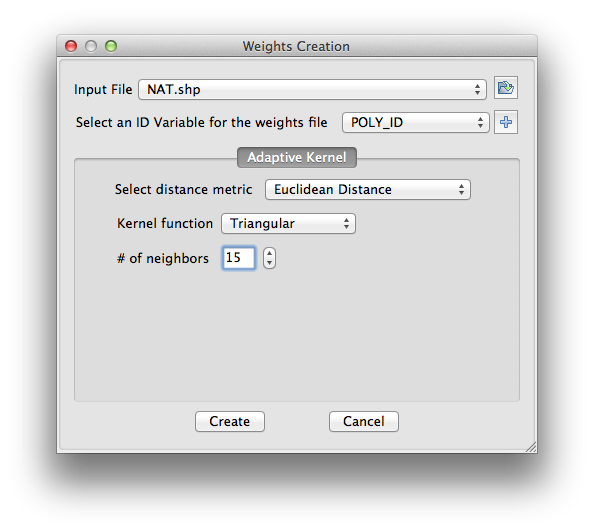 Weights Creation
Input File NAT.shp
Select an ID Variable for the weights file POLY_ID
Adaptive Kernel
Select distance metric Euclidean Distance
Kernel function Triangular
# of neighbors 15
Create Cancel